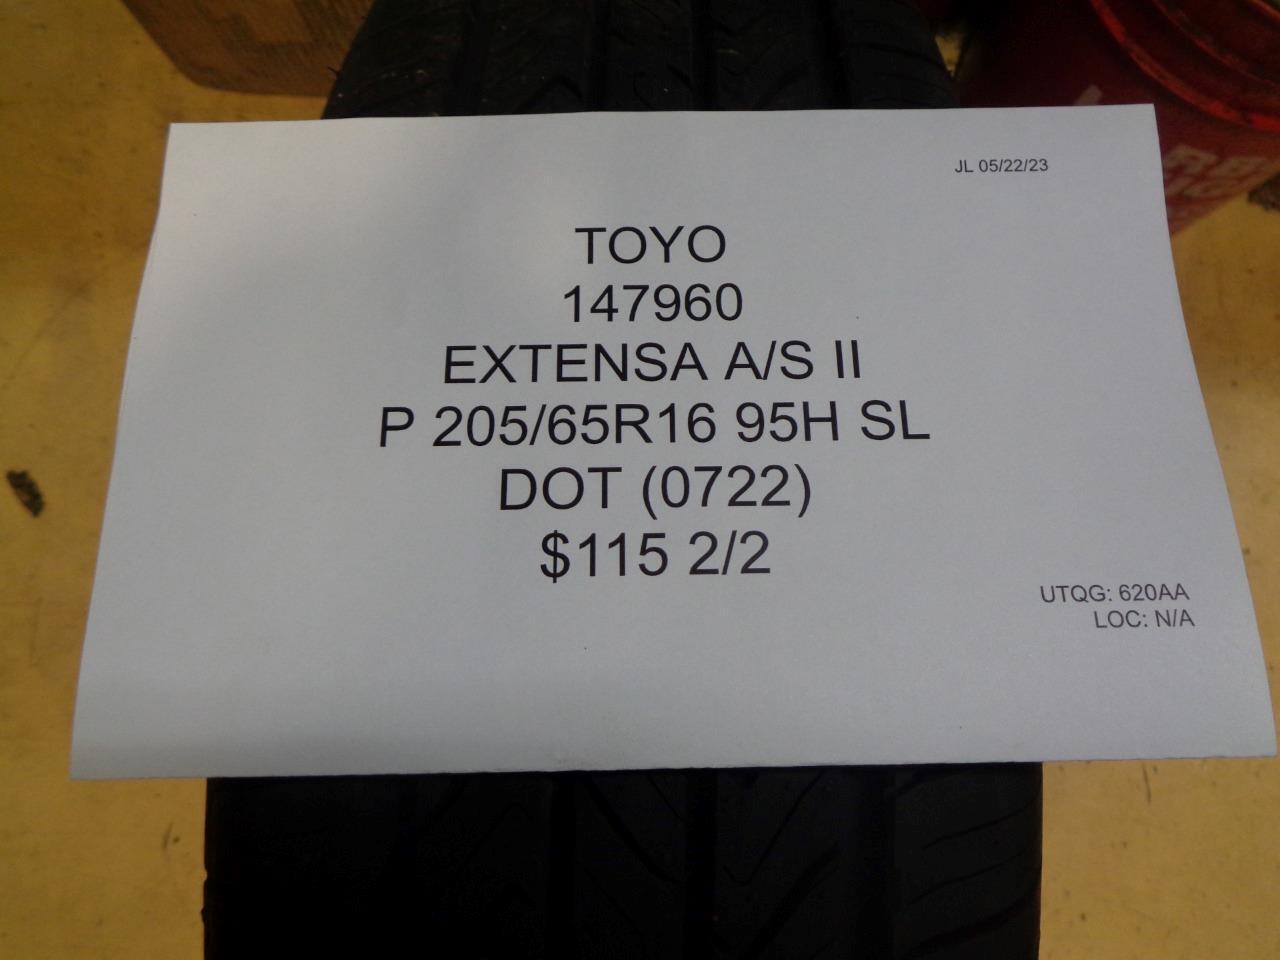 JL 05/22/23
TOYO
147960
EXTENSA A/S II
P 205/65R16 95H SL
DOT (0722)
$115 2/2
UTQG: 620AA
LOC: N/A